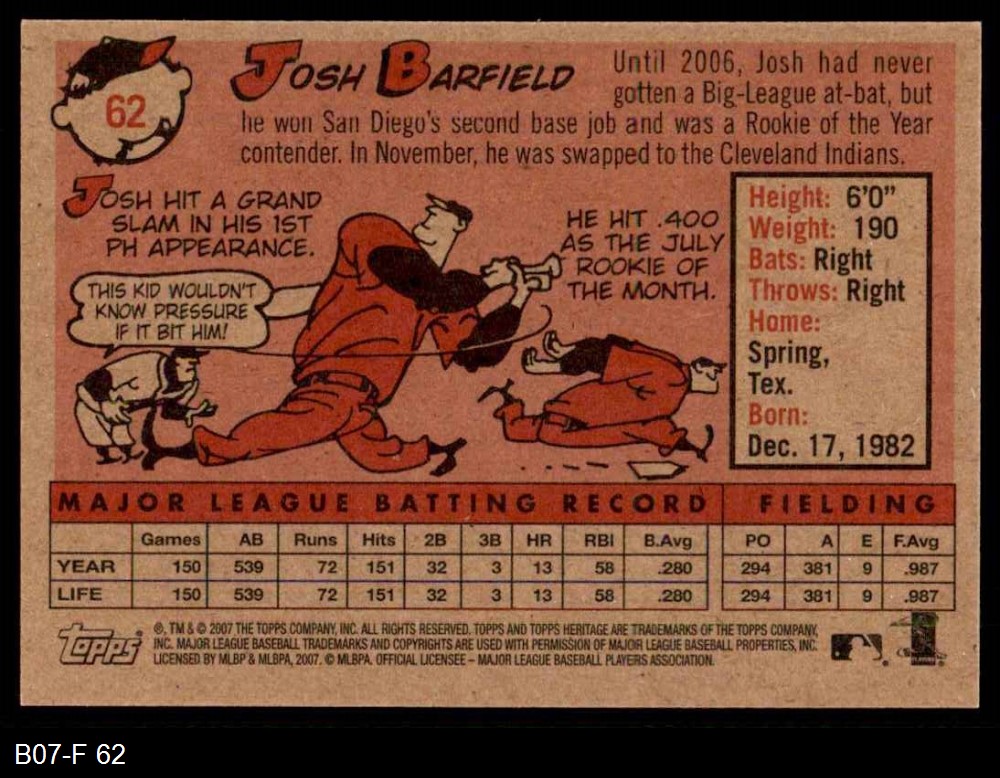 62
JOSH BARFIELD
Until 2006, Josh had never
gotten a Big-League at-bat, but
he won San Diego's second base job and was a Rookie of the Year
contender. In November, he was swapped to the Cleveland Indians.
JOSH HIT A GRAND
SLAM IN HIS 1ST
PH APPEARANCE.
THIS KID WOULDN'T
KNOW PRESSURE
IF IT BIT HIM!
HE HIT .400
AS THE JULY
ROOKIE OF
THE MONTH.
Height: 6'0"
Weight: 190
Bats: Right
Throws: Right
Home:
Spring,
Tex.
Born:
Dec. 17, 1982
MAJOR LEAGUE BATTING RECORD FIELDING
Games AB Runs Hits 2B 3B HR RBI B.Avg PO A E F.Avg
YEAR 150 539 72 151 32 3 13 58 .280 294 381 9 .987
LIFE 150 539 72 151 32 3 13 58 .280 294 381 9 .987
Topps
®, TM & © 2007 THE TOPPS COMPANY, INC. ALL RIGHTS RESERVED. TOPPS AND TOPPS HERITAGE ARE TRADEMARKS OF THE TOPPS COMPANY,
INC. MAJOR LEAGUE BASEBALL TRADEMARKS AND COPYRIGHTS ARE USED WITH PERMISSION OF MAJOR LEAGUE BASEBALL PROPERTIES, INC.
LICENSED BY MLBP & MLBPA, 2007. © MLBPA. OFFICIAL LICENSEE – MAJOR LEAGUE BASEBALL PLAYERS ASSOCIATION.
B07-F 62